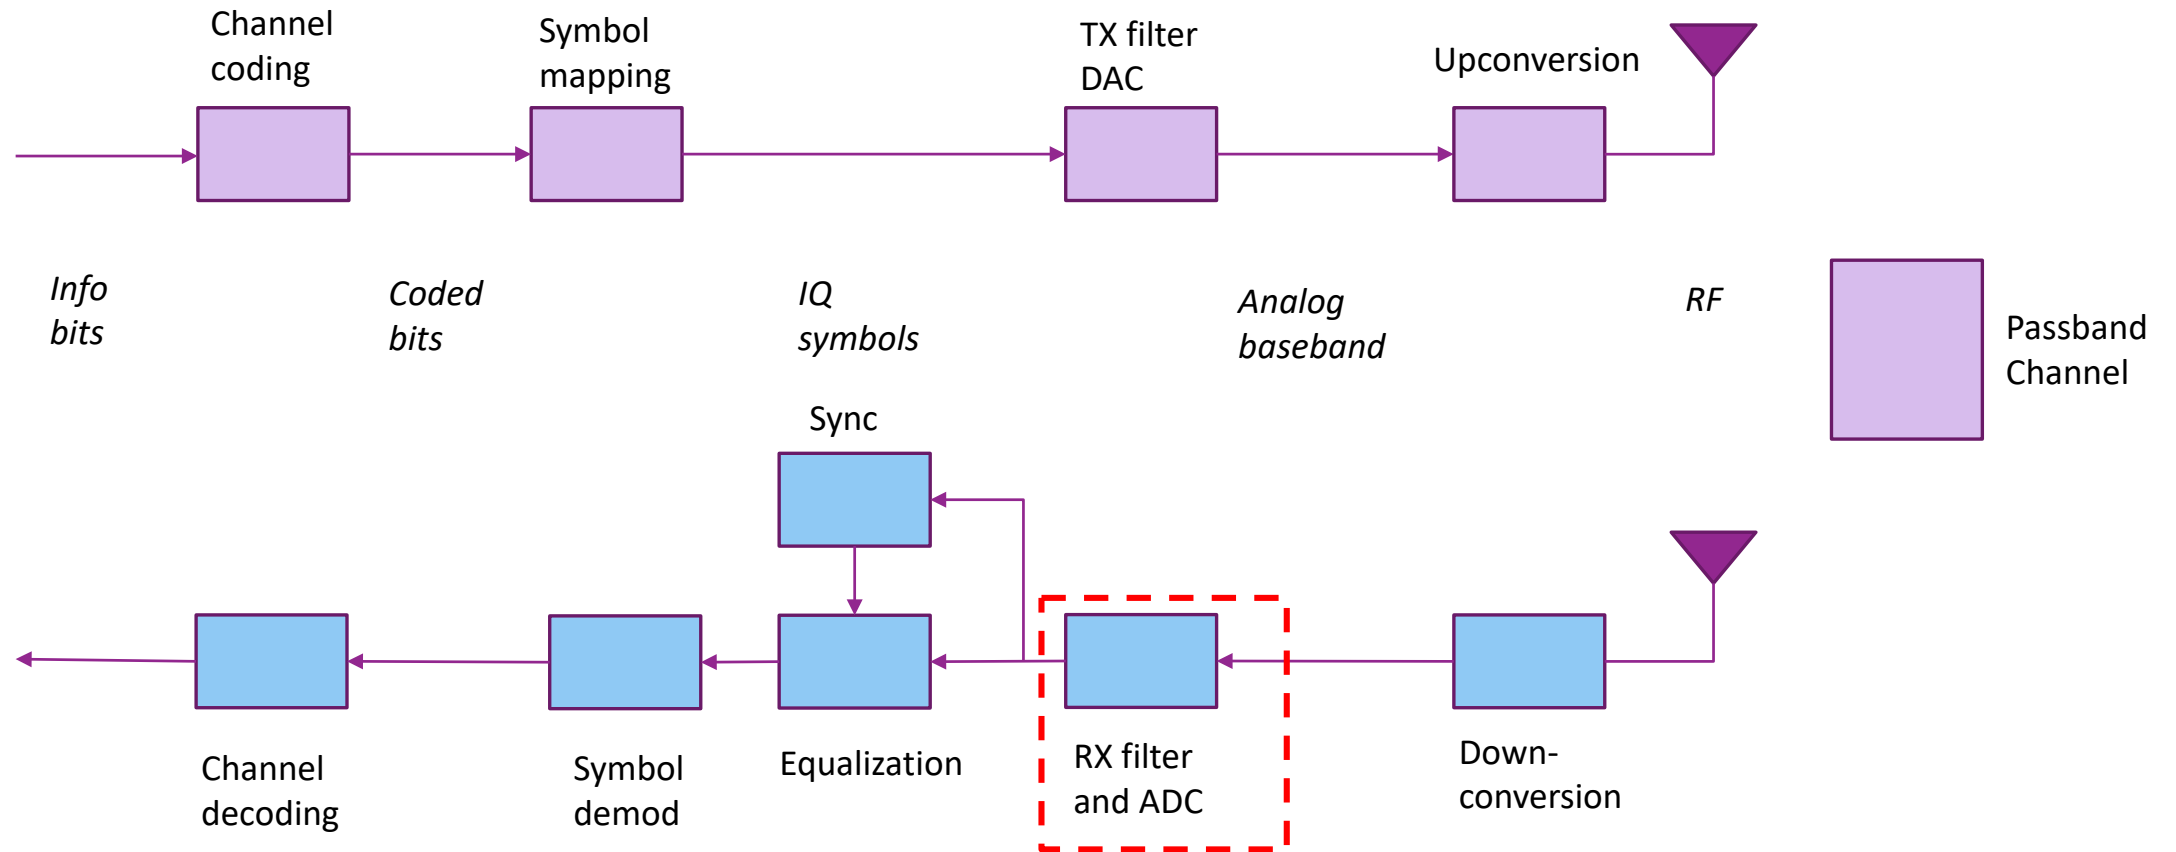 Channel
coding
Symbol
mapping
TX filter
DAC
Upconversion
Info
bits
Coded
bits
IQ
symbols
Analog
baseband
RF
Passband
Channel
Sync
Channel
decoding
Symbol
demod
Equalization
RX filter
and ADC
Down-
conversion